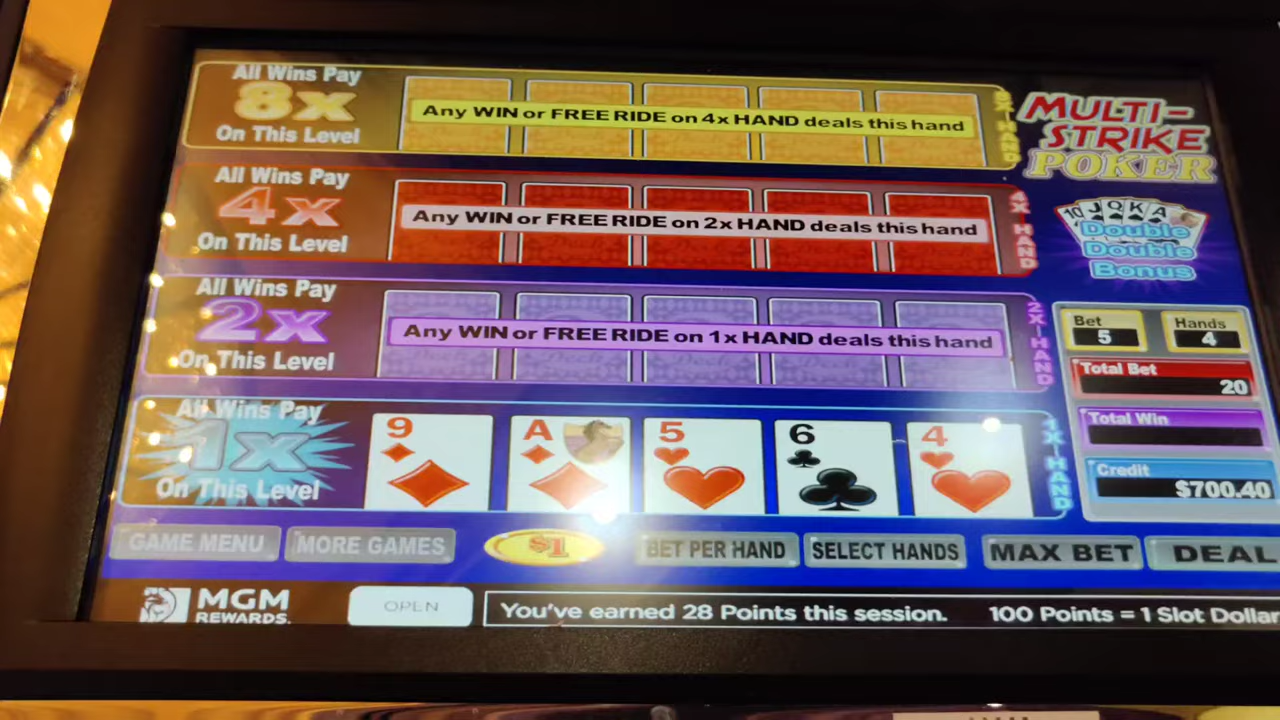 All Wins Pay
8x
On This Level
Any WIN or FREE RIDE on 4x HAND deals this hand
MULTI-
STRIKE
POKER
All Wins Pay
4x
On This Level
Any WIN or FREE RIDE on 2x HAND deals this hand
4X HAND
10 J Q K A
Double
Double
Bonus
All Wins Pay
2x
On This Level
Any WIN or FREE RIDE on 1x HAND deals this hand
2X-HAND
Bet
5
Hands
4
Total Bet
20
Total Win
Credit
$700.40
All Wins Pay
1x
On This Level
9
A
5
6
4
1X-HAND
GAME MENU
MORE GAMES
$1
BET PER HAND
SELECT HANDS
MAX BET
DEAL
MGM
REWARDS.
OPEN
You've earned 28 Points this session. 100 Points = 1 Slot Dollar